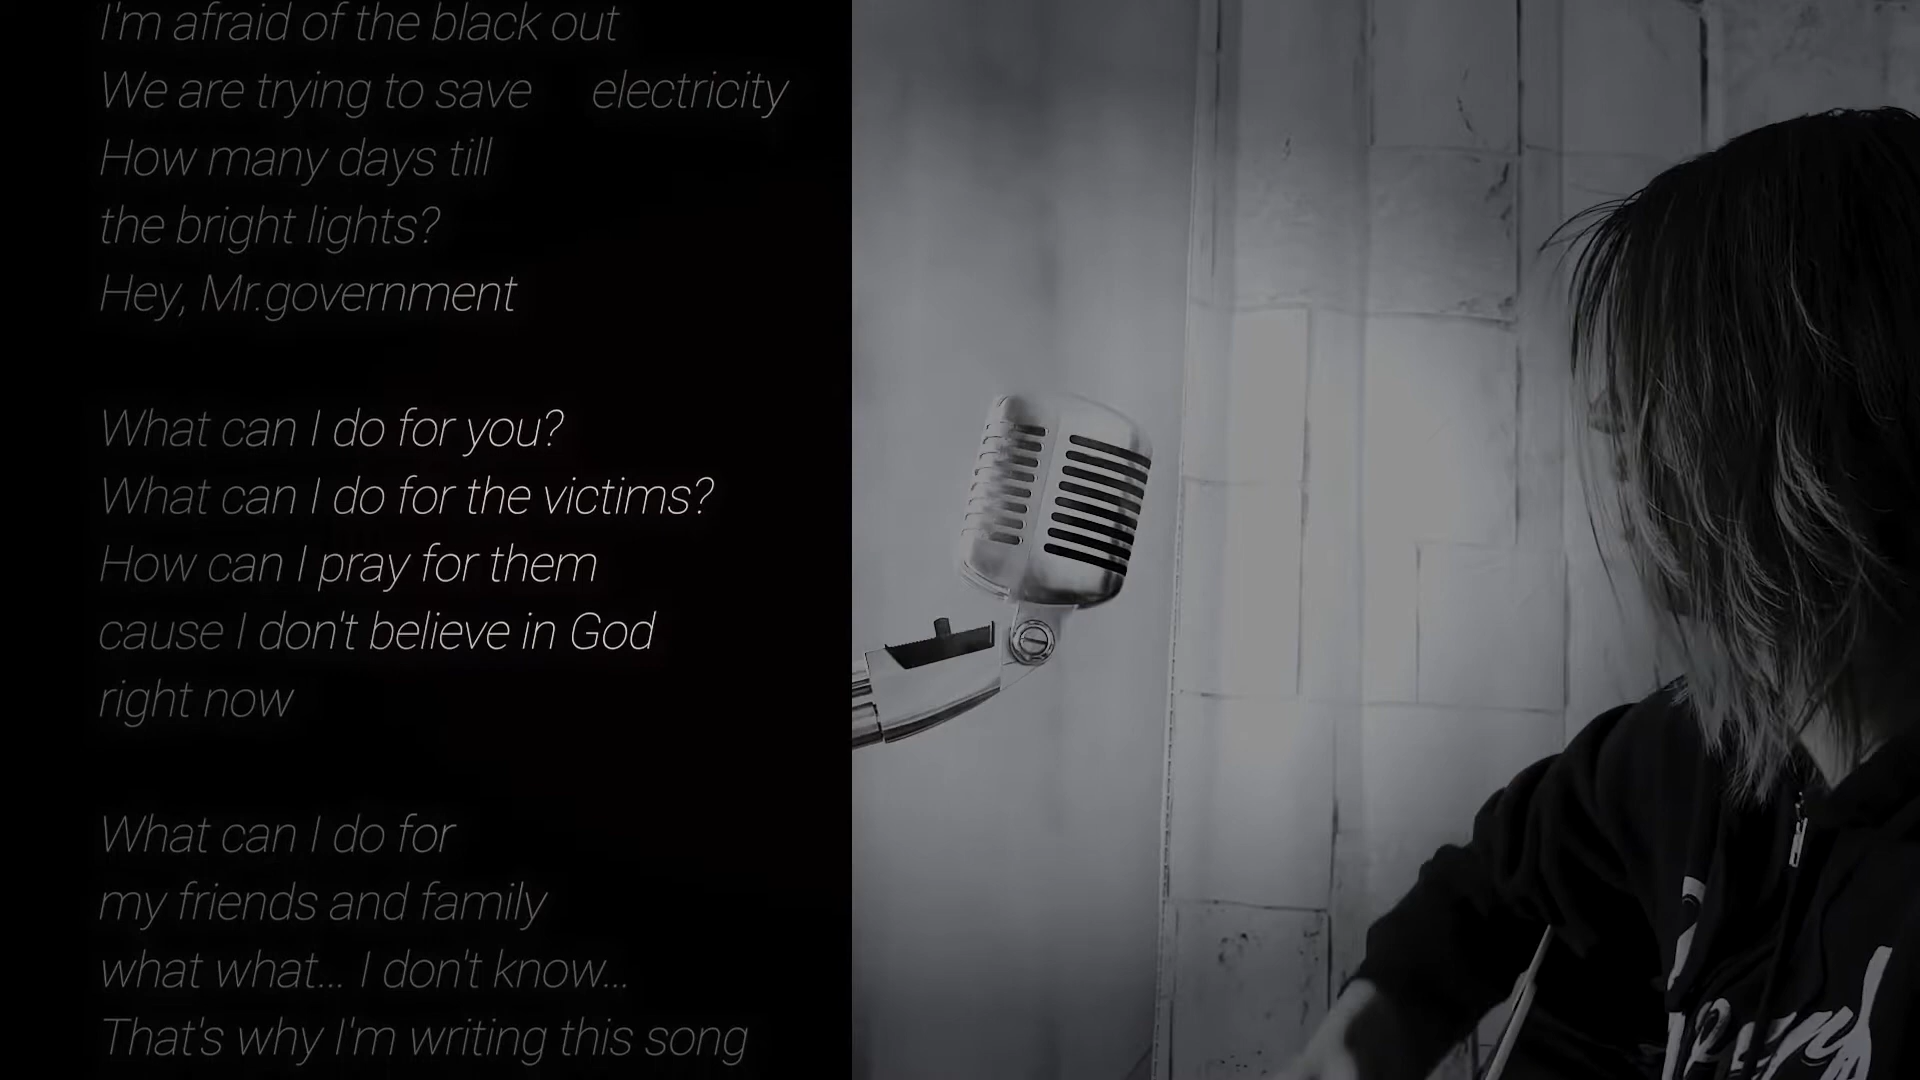 I'm afraid of the black out
We are trying to save electricity
How many days till
the bright lights?
Hey, Mr.government
What can I do for you?
What can I do for the victims?
How can I pray for them
cause I don't believe in God
right now
What can I do for
my friends and family
what what... I don't know...
That's why I'm writing this song